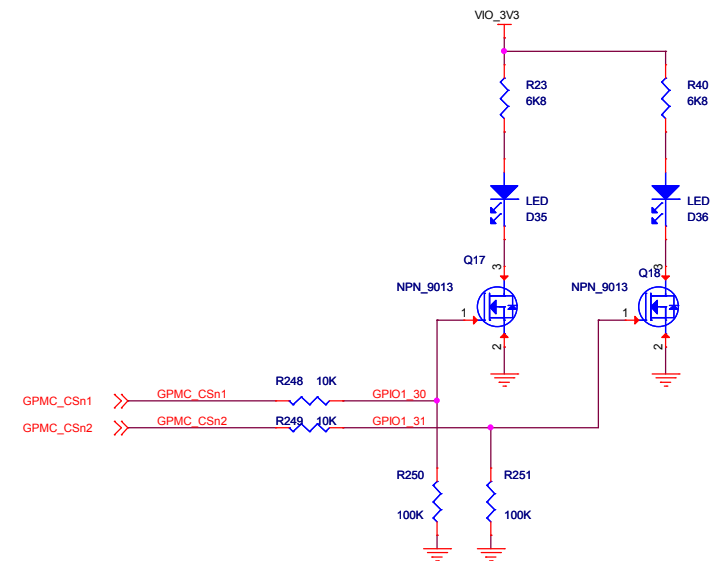 VIO_3V3
R23
6K8
R40
6K8
LED
D35
LED
D36
Q17
3
NPN_9013
1
2
Q18
3
NPN_9013
1
2
R248 10K
GPMC_CSn1
GPMC_CSn1
GPIO1_30
GPMC_CSn2
GPMC_CSn2
R249 10K
GPIO1_31
R250
100K
R251
100K